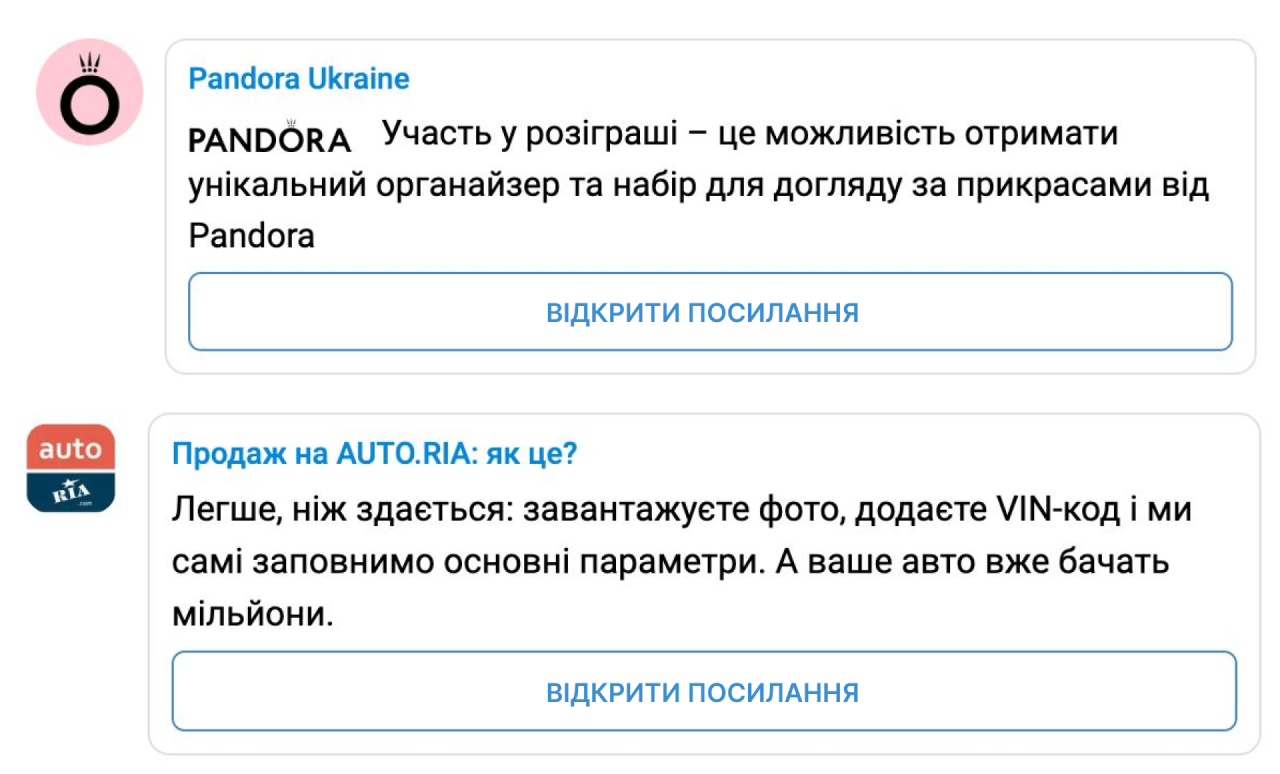 Pandora Ukraine
PANDORA Участь у розіграші – це можливість отримати
унікальний органайзер та набір для догляду за прикрасами від
Pandora
ВІДКРИТИ ПОСИЛАННЯ
auto
RIA
.com
Продаж на AUTO.RIA: як це?
Легше, ніж здається: завантажуєте фото, додаєте VIN-код і ми
самі заповнимо основні параметри. А ваше авто вже бачать
мільйони.
ВІДКРИТИ ПОСИЛАННЯ